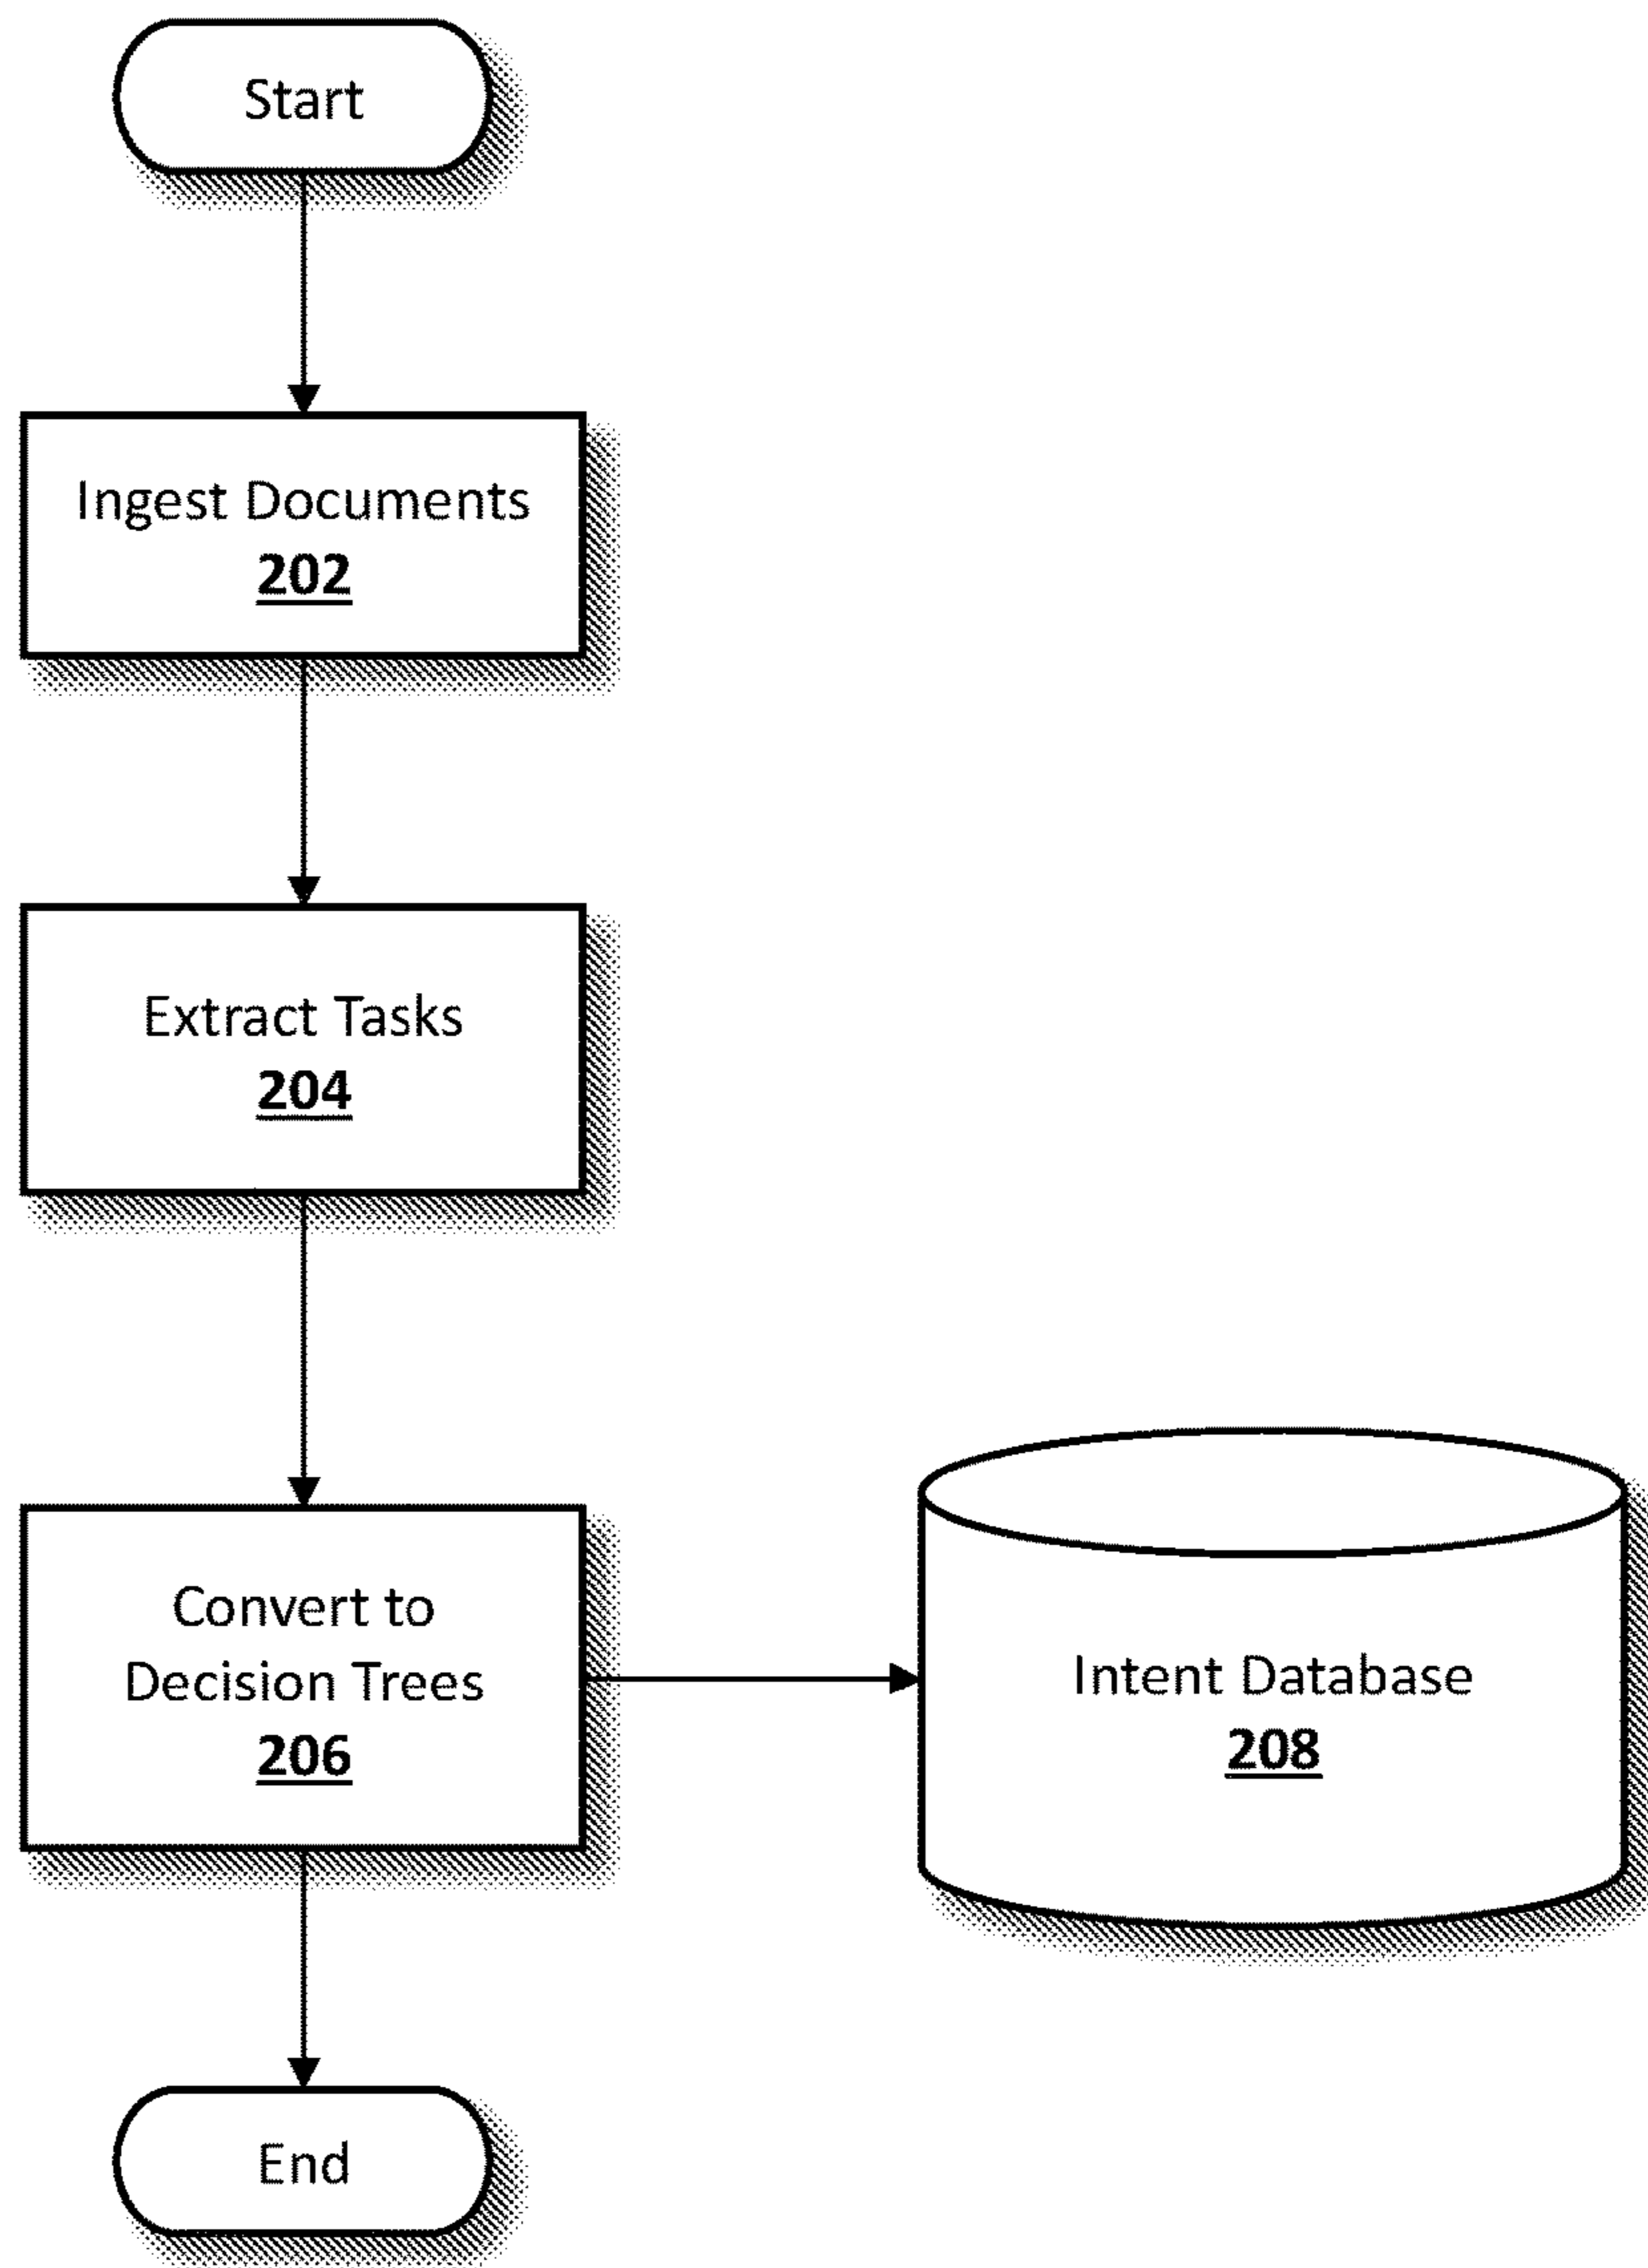 Start
Ingest Documents
202
Extract Tasks
204
Convert to
Decision Trees
206
Intent Database
208
End